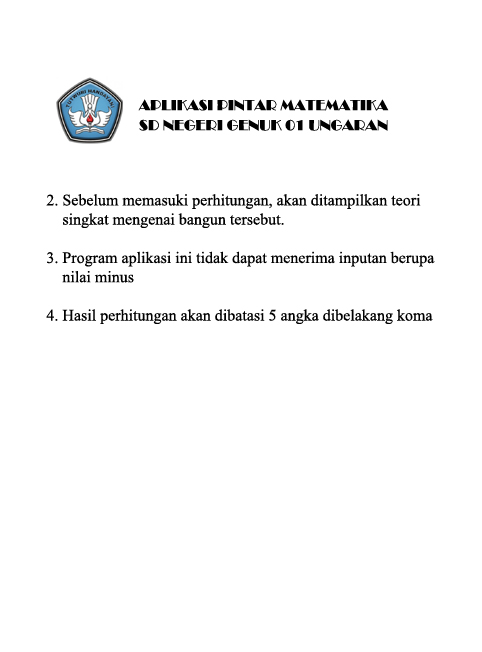 TUT WURI HANDAYANI
APLIKASI PINTAR MATEMATIKA
SD NEGERI GENUK 01 UNGARAN
2. Sebelum memasuki perhitungan, akan ditampilkan teori
singkat mengenai bangun tersebut.
3. Program aplikasi ini tidak dapat menerima inputan berupa
nilai minus
4. Hasil perhitungan akan dibatasi 5 angka dibelakang koma